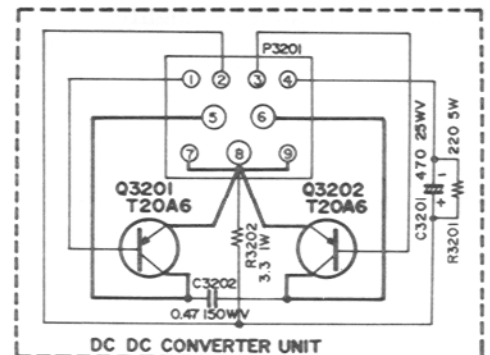 P3201
1 2 3 4
5 6
7 8 9
Q3201
T20A6
Q3202
T20A6
C3201 470 25WV
220 5W
R3201
R3202
3.3 1W
C3202
0.47 150WV
- +
DC DC CONVERTER UNIT